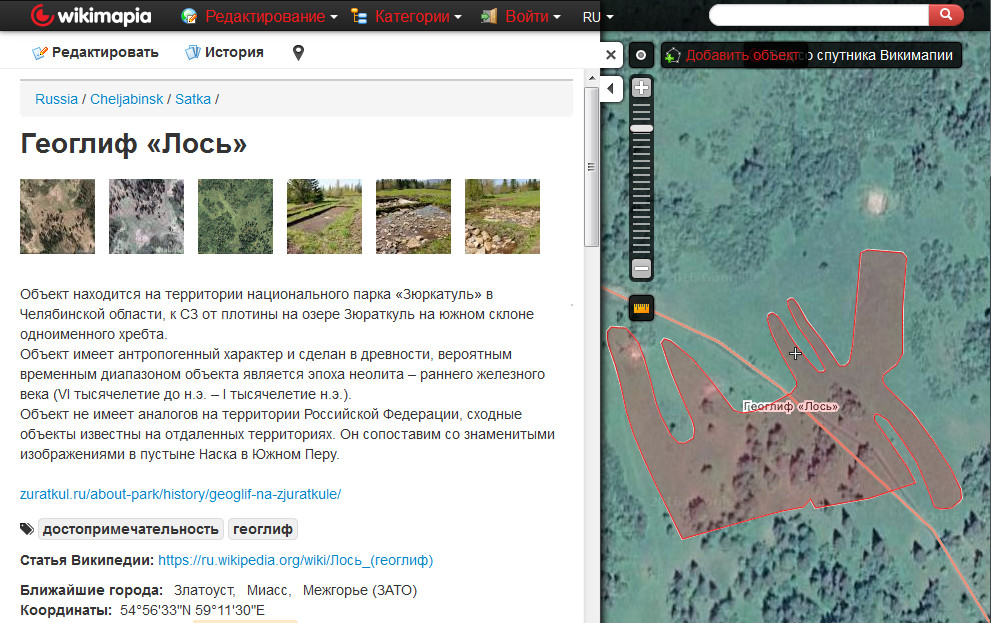 wikimapia Редактирование Категории Войти RU
Редактировать История
Добавить объект о спутника Викимапии
Russia / Cheljabinsk / Satka /
Геоглиф «Лось»
Объект находится на территории национального парка «Зюркатуль» в
Челябинской области, к СЗ от плотины на озере Зюраткуль на южном склоне
одноименного хребта.
Объект имеет антропогенный характер и сделан в древности, вероятным
временным диапазоном объекта является эпоха неолита – раннего железного
века (VI тысячелетие до н.э. – I тысячелетие н.э.).
Объект не имеет аналогов на территории Российской Федерации, сходные
объекты известны на отдаленных территориях. Он сопоставим со знаменитыми
изображениями в пустыне Наска в Южном Перу.
zuratkul.ru/about-park/history/geoglif-na-zjuratkule/
достопримечательность геоглиф
Статья Википедии: https://ru.wikipedia.org/wiki/Лось_(геоглиф)
Ближайшие города: Златоуст, Миасс, Межгорье (ЗАТО)
Координаты: 54°56'33"N 59°11'30"E
Геоглиф «Лось»